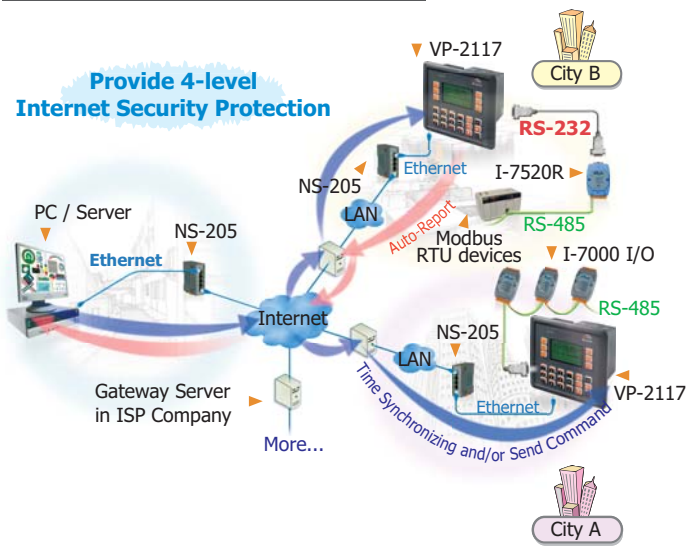 VP-2117
City B
Provide 4-level
Internet Security Protection
RS-232
I-7520R
Ethernet
NS-205
LAN
PC / Server
NS-205
Auto-Report
Modbus
RTU devices
RS-485
I-7000 I/O
Ethernet
RS-485
Internet
NS-205
LAN
Gateway Server
in ISP Company
Ethernet
VP-2117
Time Synchronizing and/or Send Command
More...
City A